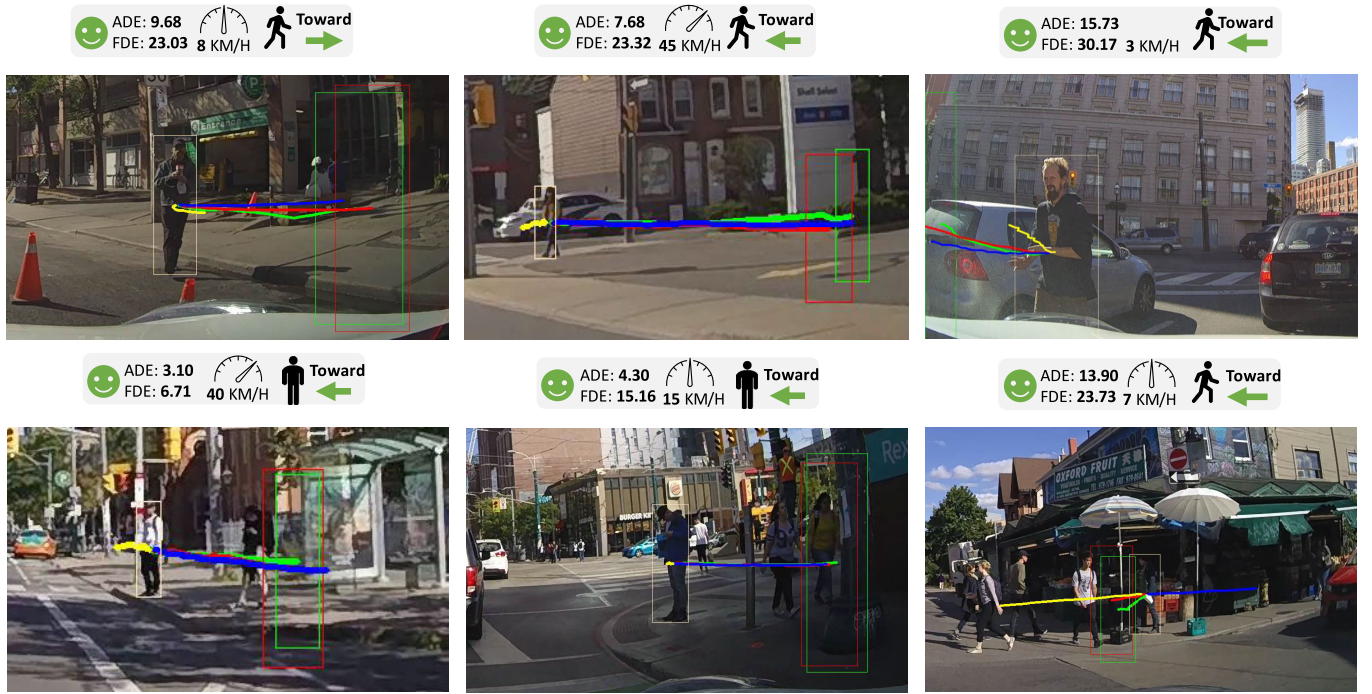 ADE: 9.68
FDE: 23.03 8 KM/H
Toward
ADE: 7.68
FDE: 23.32 45 KM/H
Toward
ADE: 15.73
FDE: 30.17 3 KM/H
Toward
Entrance
Shell Select
ADE: 3.10
FDE: 6.71 40 KM/H
Toward
ADE: 4.30
FDE: 15.16 15 KM/H
Toward
ADE: 13.90
FDE: 23.73 7 KM/H
Toward
BURGER KI
Rex
OXFORD FRUIT